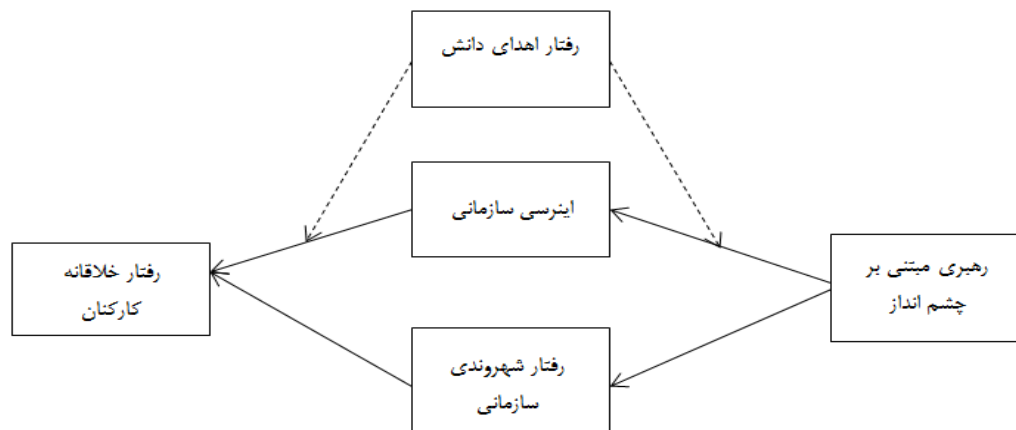 رفتار اهدای دانش
اینرسی سازمانی
رهبری مبتنی بر
چشم انداز
رفتار خلاقانه
کارکنان
رفتار شهروندی
سازمانی